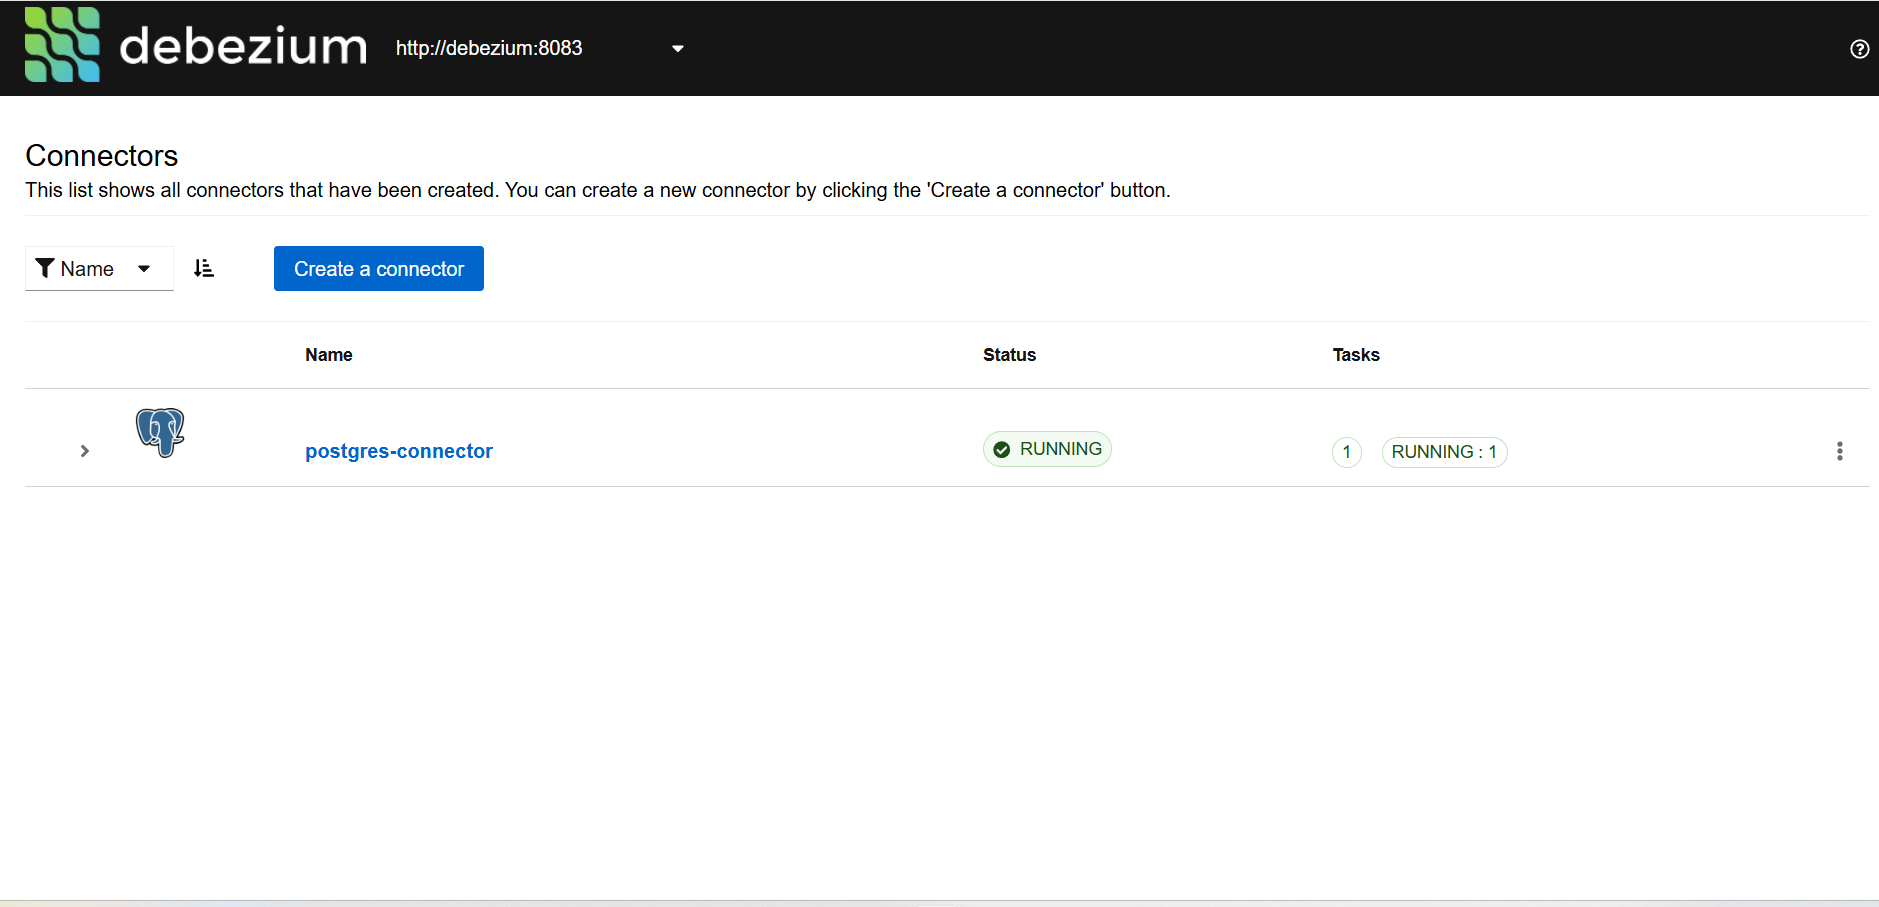 debezium http://debezium:8083
Connectors
This list shows all connectors that have been created. You can create a new connector by clicking the 'Create a connector' button.
Name Create a connector
Name Status Tasks
postgres-connector RUNNING 1 RUNNING : 1